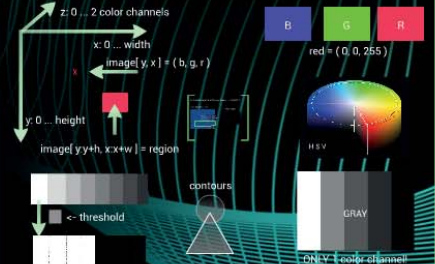 z: 0 ... 2 color channels
B
G
R
x: 0 ... width
red = ( 0, 0, 255 )
x
image[ y, x ] = ( b, g, r )
y: 0 ... height
image[ y:y+h, x:x+w ] = region
H S V
contours
<- threshold
GRAY
ONLY 1 color channel!